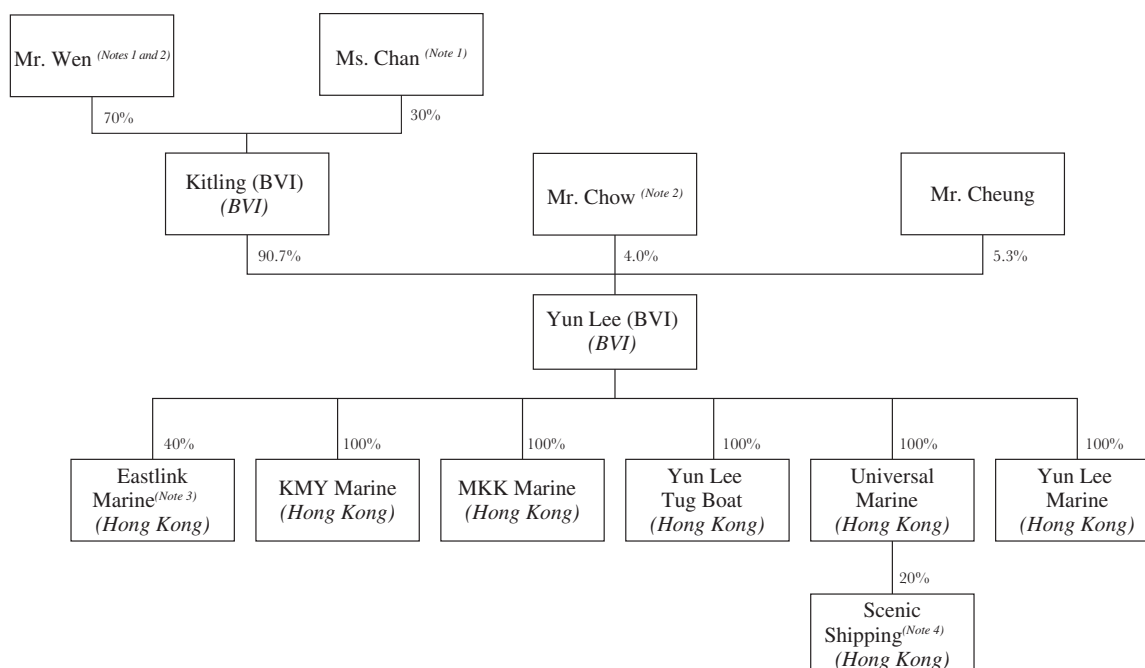 Mr. Wen (Notes 1 and 2)
Ms. Chan (Note 1)
70%
30%
Kitling (BVI)
(BVI)
Mr. Chow (Note 2)
Mr. Cheung
90.7%
4.0%
5.3%
Yun Lee (BVI)
(BVI)
40%
100%
100%
100%
100%
100%
Eastlink
Marine(Note 3)
(Hong Kong)
KMY Marine
(Hong Kong)
MKK Marine
(Hong Kong)
Yun Lee
Tug Boat
(Hong Kong)
Universal
Marine
(Hong Kong)
Yun Lee
Marine
(Hong Kong)
20%
Scenic
Shipping(Note 4)
(Hong Kong)